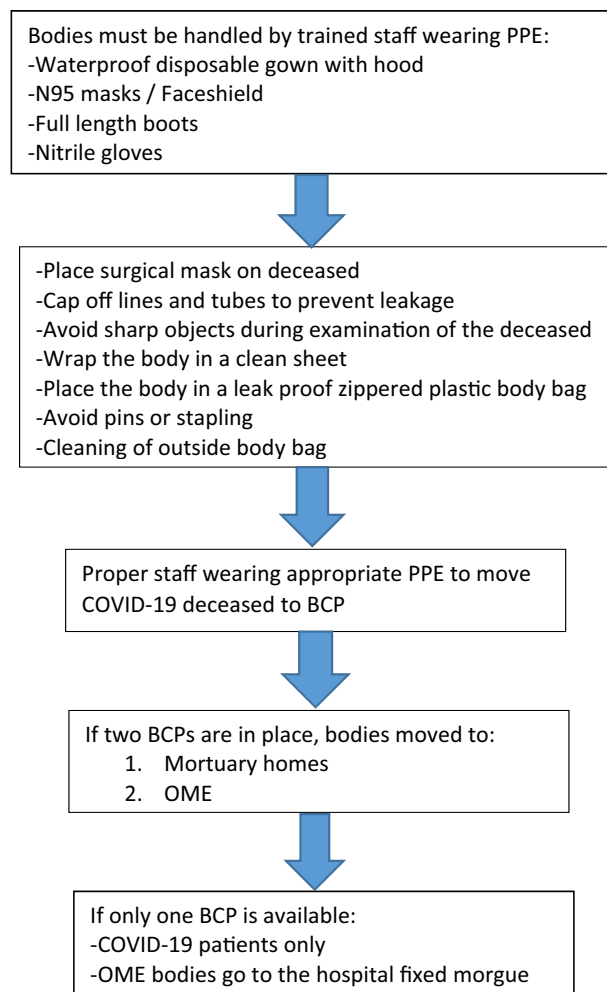 Bodies must be handled by trained staff wearing PPE:
-Waterproof disposable gown with hood
-N95 masks / Faceshield
-Full length boots
-Nitrile gloves
-Place surgical mask on deceased
-Cap off lines and tubes to prevent leakage
-Avoid sharp objects during examination of the deceased
-Wrap the body in a clean sheet
-Place the body in a leak proof zippered plastic body bag
-Avoid pins or stapling
-Cleaning of outside body bag
Proper staff wearing appropriate PPE to move
COVID-19 deceased to BCP
If two BCPs are in place, bodies moved to:
1. Mortuary homes
2. OME
If only one BCP is available:
-COVID-19 patients only
-OME bodies go to the hospital fixed morgue